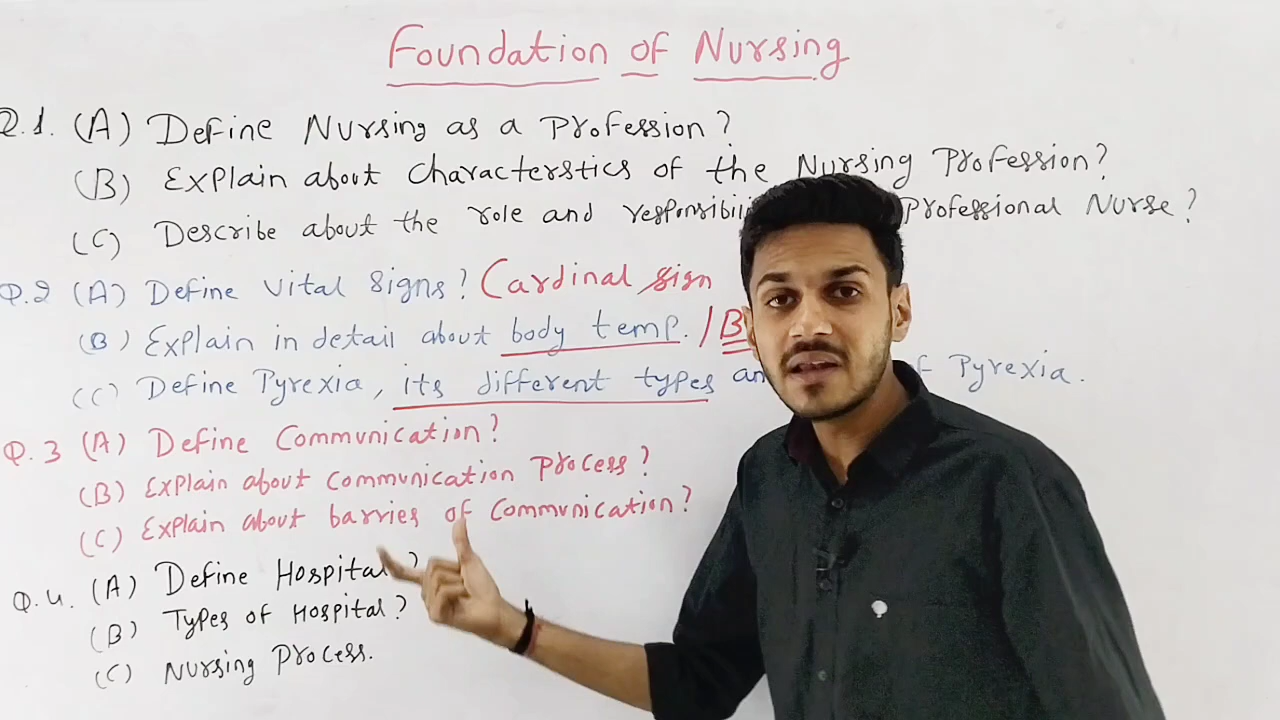 Foundation of Nursing
Q.1. (A) Define Nursing as a Profession?
(B) Explain about characterstics of the Nursing Profession?
(C) Describe about the role and Professional Nurse?
Q.2 (A) Define Vital Signs? (Cardinal sign
(B) Explain in detail about body temp. / B
(C) Define Pyrexia, its different types of Pyrexia.
Q.3 (A) Define Communication?
(B) Explain about communication Process?
(C) Explain about barries of Communication?
Q.4. (A) Define Hospital?
(B) Types of Hospital?
(C) Nursing Process.